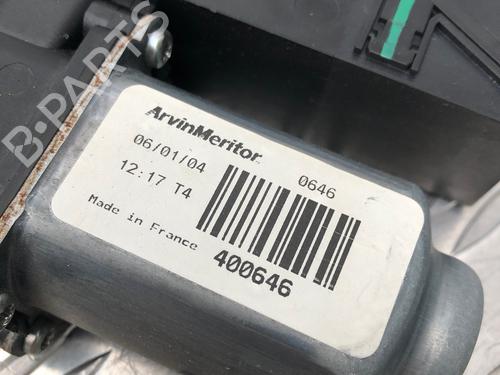 B-PARTS
ArvinMeritor
06/01/04
0646
12:17 T4
Made in France
400646